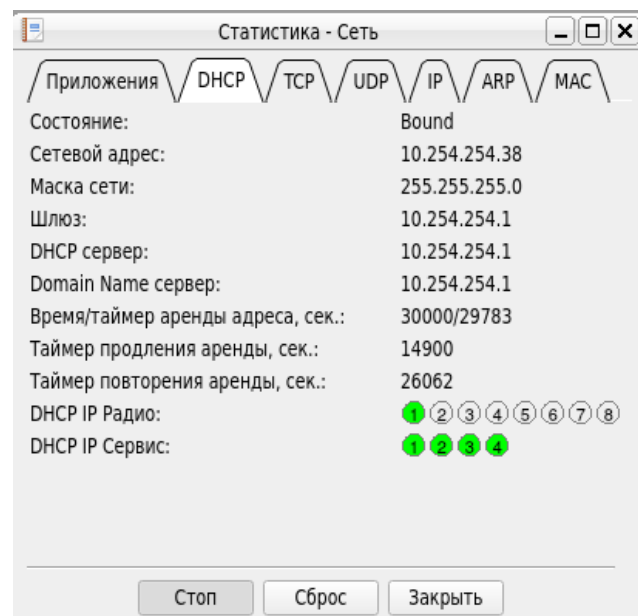 Статистика - Сеть
Приложения DHCP TCP UDP IP ARP MAC
Состояние: Bound
Сетевой адрес: 10.254.254.38
Маска сети: 255.255.255.0
Шлюз: 10.254.254.1
DHCP сервер: 10.254.254.1
Domain Name сервер: 10.254.254.1
Время/таймер аренды адреса, сек.: 30000/29783
Таймер продления аренды, сек.: 14900
Таймер повторения аренды, сек.: 26062
DHCP IP Радио: 1 2 3 4 5 6 7 8
DHCP IP Сервис: 1 2 3 4
Стоп Сброс Закрыть